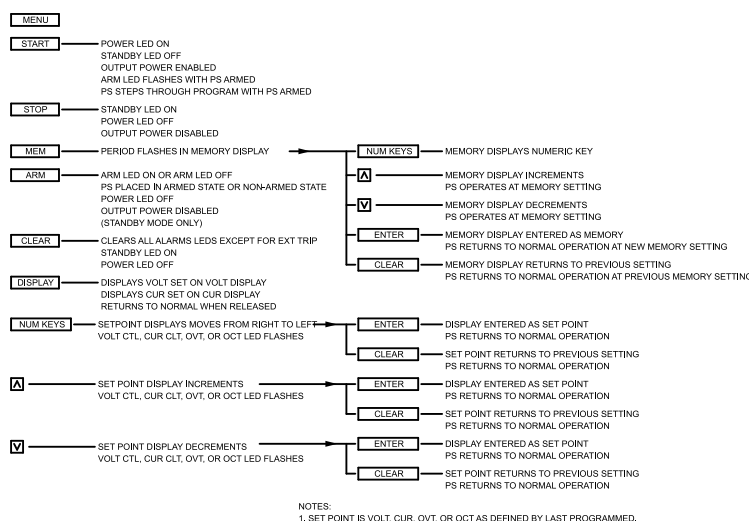 MENU
START
POWER LED ON
STANDBY LED OFF
OUTPUT POWER ENABLED
ARM LED FLASHES WITH PS ARMED
PS STEPS THROUGH PROGRAM WITH PS ARMED
STOP
STANDBY LED ON
POWER LED OFF
OUTPUT POWER DISABLED
MEM
PERIOD FLASHES IN MEMORY DISPLAY
NUM KEYS
MEMORY DISPLAYS NUMERIC KEY
∧
MEMORY DISPLAY INCREMENTS
PS OPERATES AT MEMORY SETTING
∨
MEMORY DISPLAY DECREMENTS
PS OPERATES AT MEMORY SETTING
ENTER
MEMORY DISPLAY ENTERED AS MEMORY
PS RETURNS TO NORMAL OPERATION AT NEW MEMORY SETTING
CLEAR
MEMORY DISPLAY RETURNS TO PREVIOUS SETTING
PS RETURNS TO NORMAL OPERATION AT PREVIOUS MEMORY SETTING
ARM
ARM LED ON OR ARM LED OFF
PS PLACED IN ARMED STATE OR NON-ARMED STATE
POWER LED OFF
OUTPUT POWER DISABLED
(STANDBY MODE ONLY)
CLEAR
CLEARS ALL ALARMS LEDS EXCEPT FOR EXT TRIP
STANDBY LED ON
POWER LED OFF
DISPLAY
DISPLAYS VOLT SET ON VOLT DISPLAY
DISPLAYS CUR SET ON CUR DISPLAY
RETURNS TO NORMAL WHEN RELEASED
NUM KEYS
SETPOINT DISPLAYS MOVES FROM RIGHT TO LEFT
VOLT CTL, CUR CLT, OVT, OR OCT LED FLASHES
ENTER
DISPLAY ENTERED AS SET POINT
PS RETURNS TO NORMAL OPERATION
CLEAR
SET POINT RETURNS TO PREVIOUS SETTING
PS RETURNS TO NORMAL OPERATION
∧
SET POINT DISPLAY INCREMENTS
VOLT CTL, CUR CLT, OVT, OR OCT LED FLASHES
ENTER
DISPLAY ENTERED AS SET POINT
PS RETURNS TO NORMAL OPERATION
CLEAR
SET POINT RETURNS TO PREVIOUS SETTING
PS RETURNS TO NORMAL OPERATION
∨
SET POINT DISPLAY DECREMENTS
VOLT CTL, CUR CLT, OVT, OR OCT LED FLASHES
ENTER
DISPLAY ENTERED AS SET POINT
PS RETURNS TO NORMAL OPERATION
CLEAR
SET POINT RETURNS TO PREVIOUS SETTING
PS RETURNS TO NORMAL OPERATION
NOTES:
1. SET POINT IS VOLT, CUR, OVT, OR OCT AS DEFINED BY LAST PROGRAMMED.